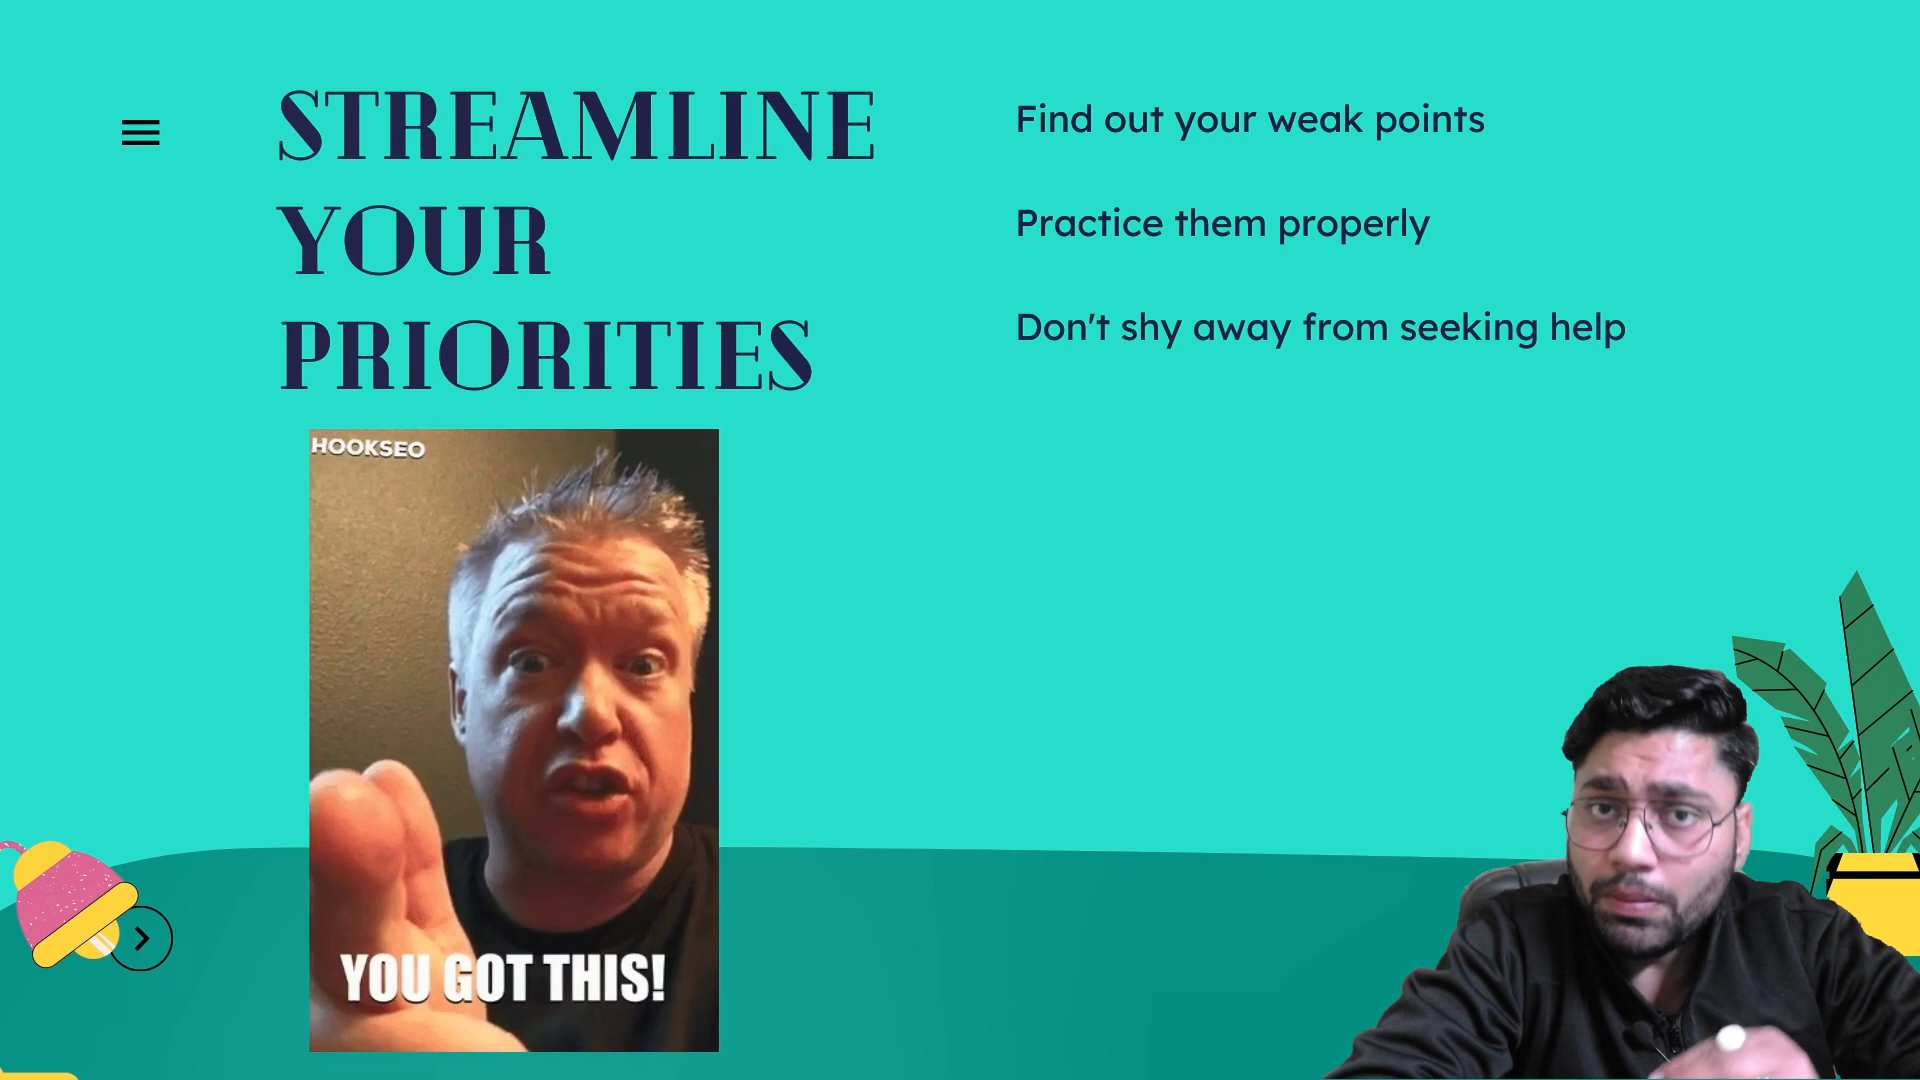 STREAMLINE
YOUR
PRIORITIES
Find out your weak points
Practice them properly
Don't shy away from seeking help
HOOKSEO
YOU GOT THIS!